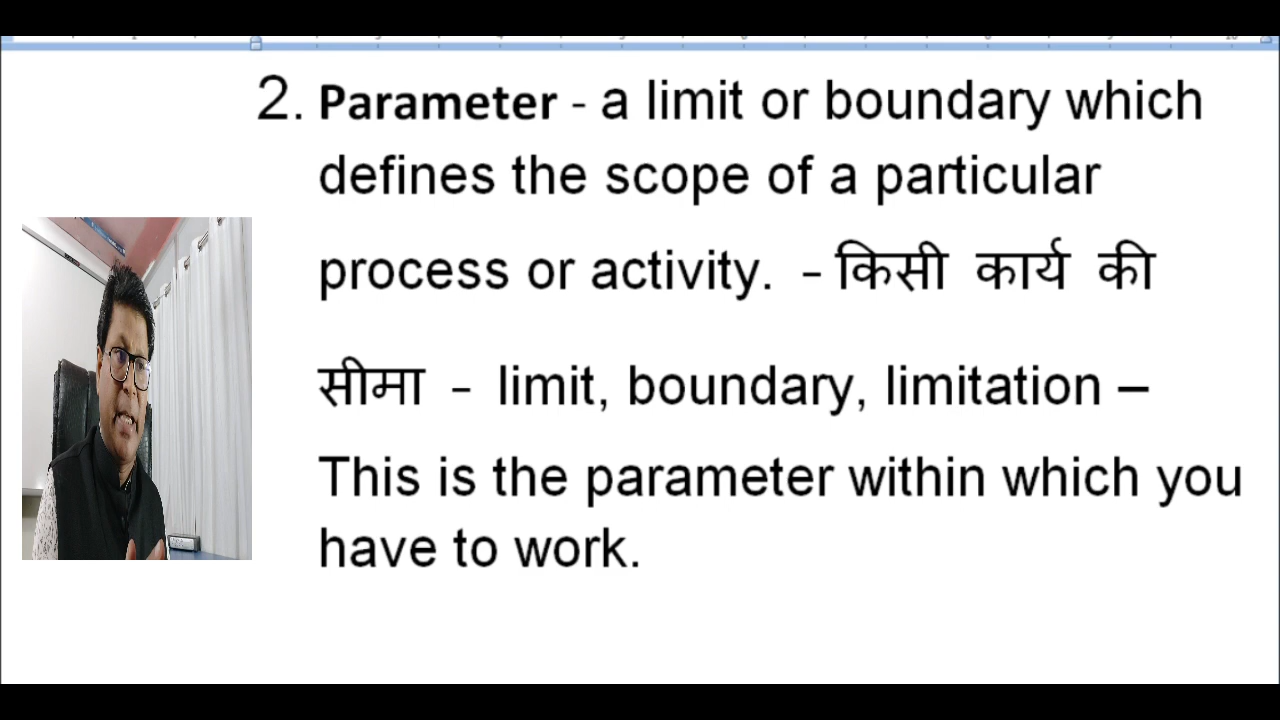 2. Parameter - a limit or boundary which
defines the scope of a particular
process or activity. – किसी कार्य की
सीमा – limit, boundary, limitation –
This is the parameter within which you
have to work.